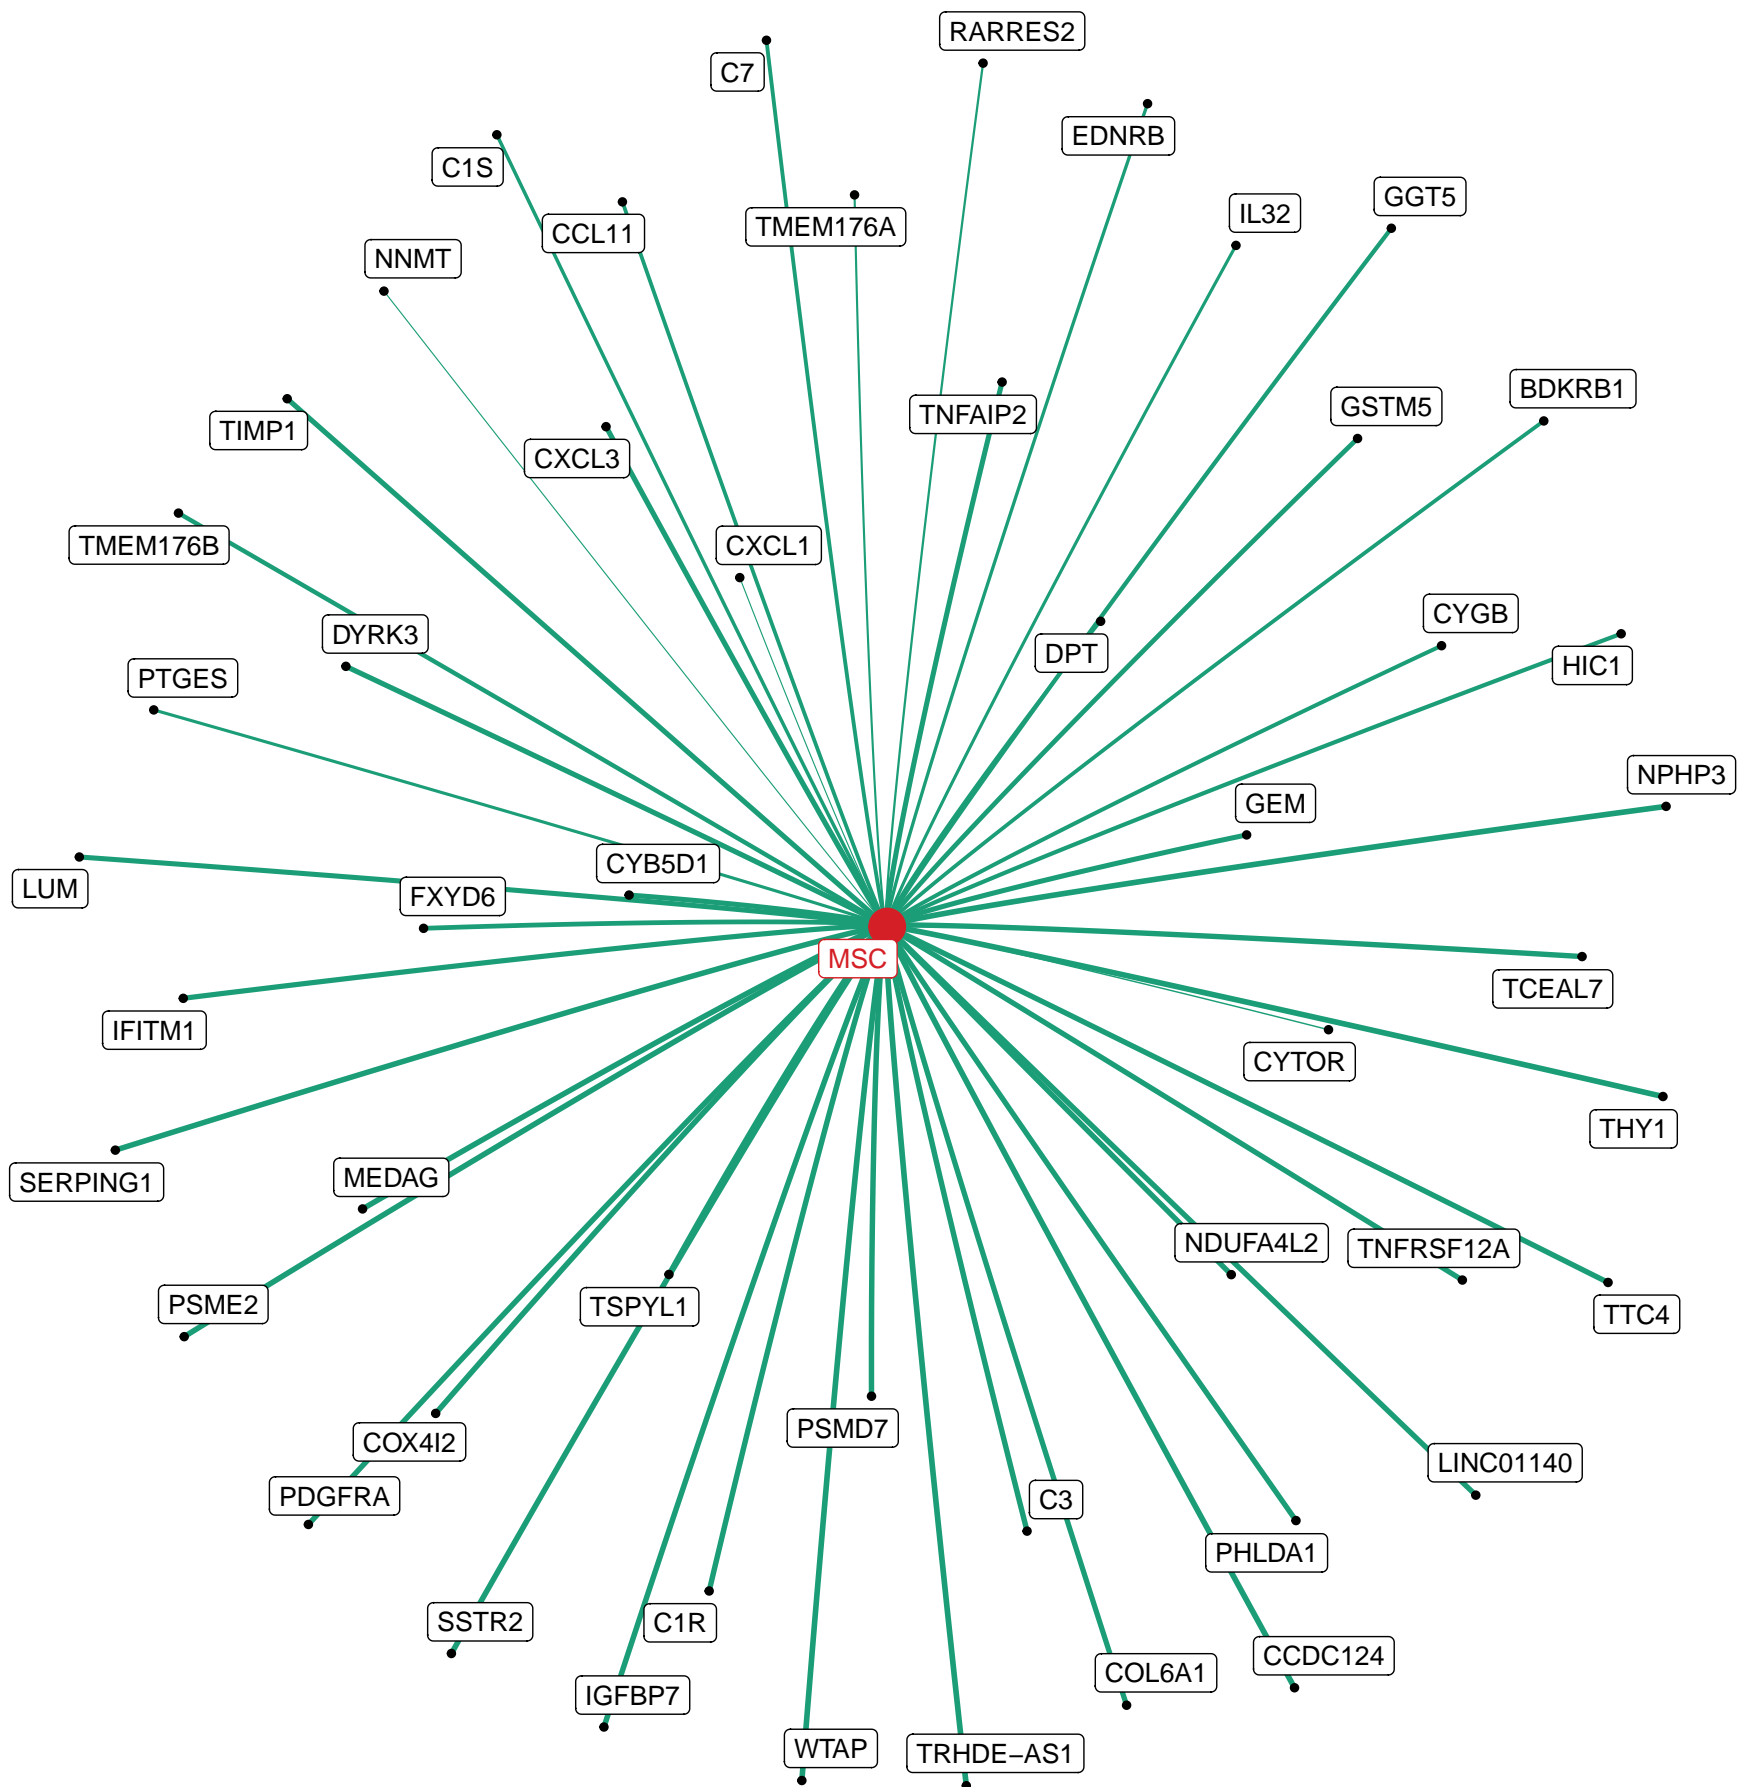 RARRES2
C7
EDNRB
C1S
GGT5
IL32
TMEM176A
CCL11
NNMT
BDKRB1
GSTM5
TNFAIP2
TIMP1
CXCL3
TMEM176B
CXCL1
CYGB
DYRK3
DPT
HIC1
PTGES
NPHP3
GEM
CYB5D1
LUM
FXYD6
MSC
TCEAL7
IFITM1
CYTOR
THY1
MEDAG
SERPING1
NDUFA4L2
TNFRSF12A
PSME2
TSPYL1
TTC4
PSMD7
COX4I2
LINC01140
PDGFRA
C3
PHLDA1
SSTR2
C1R
CCDC124
COL6A1
IGFBP7
WTAP
TRHDE−AS1